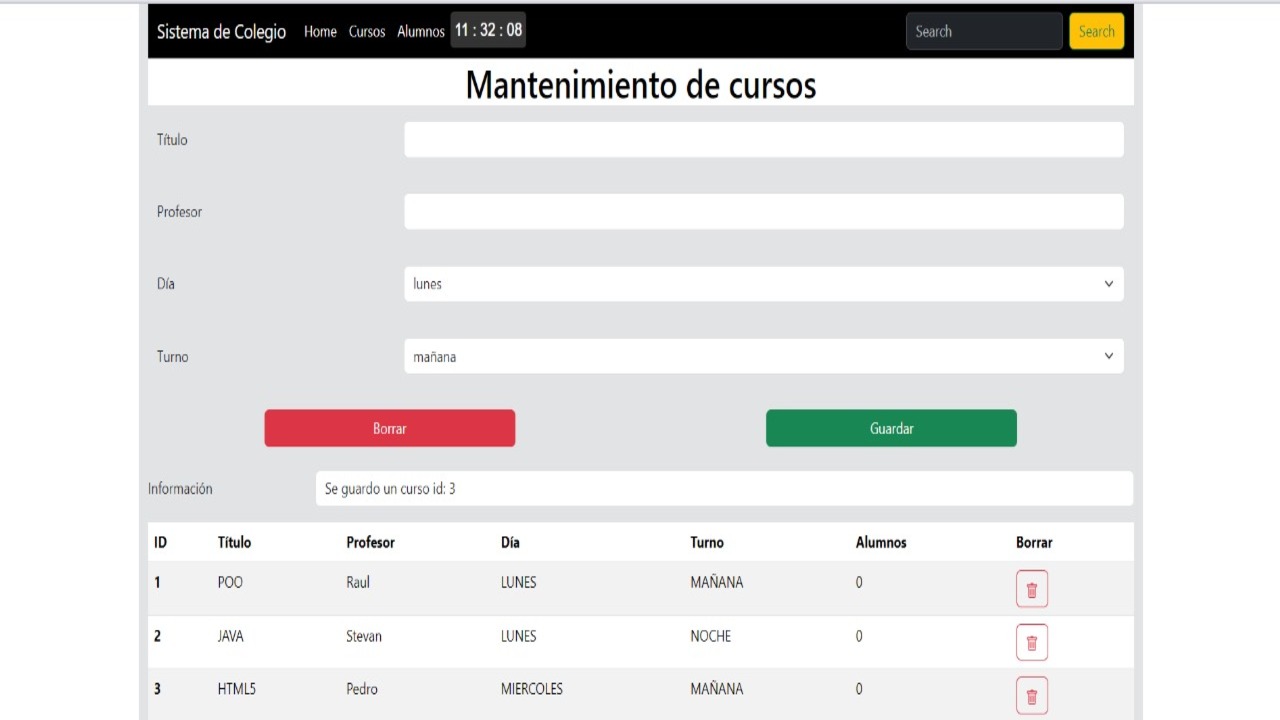 Sistema de Colegio Home Cursos Alumnos 11 : 32 : 08 Search Search
Mantenimiento de cursos
Título
Profesor
Día lunes
Turno mañana
Borrar Guardar
Información Se guardo un curso id: 3
ID Título Profesor Día Turno Alumnos Borrar
1 POO Raul LUNES MAÑANA 0
2 JAVA Stevan LUNES NOCHE 0
3 HTML5 Pedro MIERCOLES MAÑANA 0